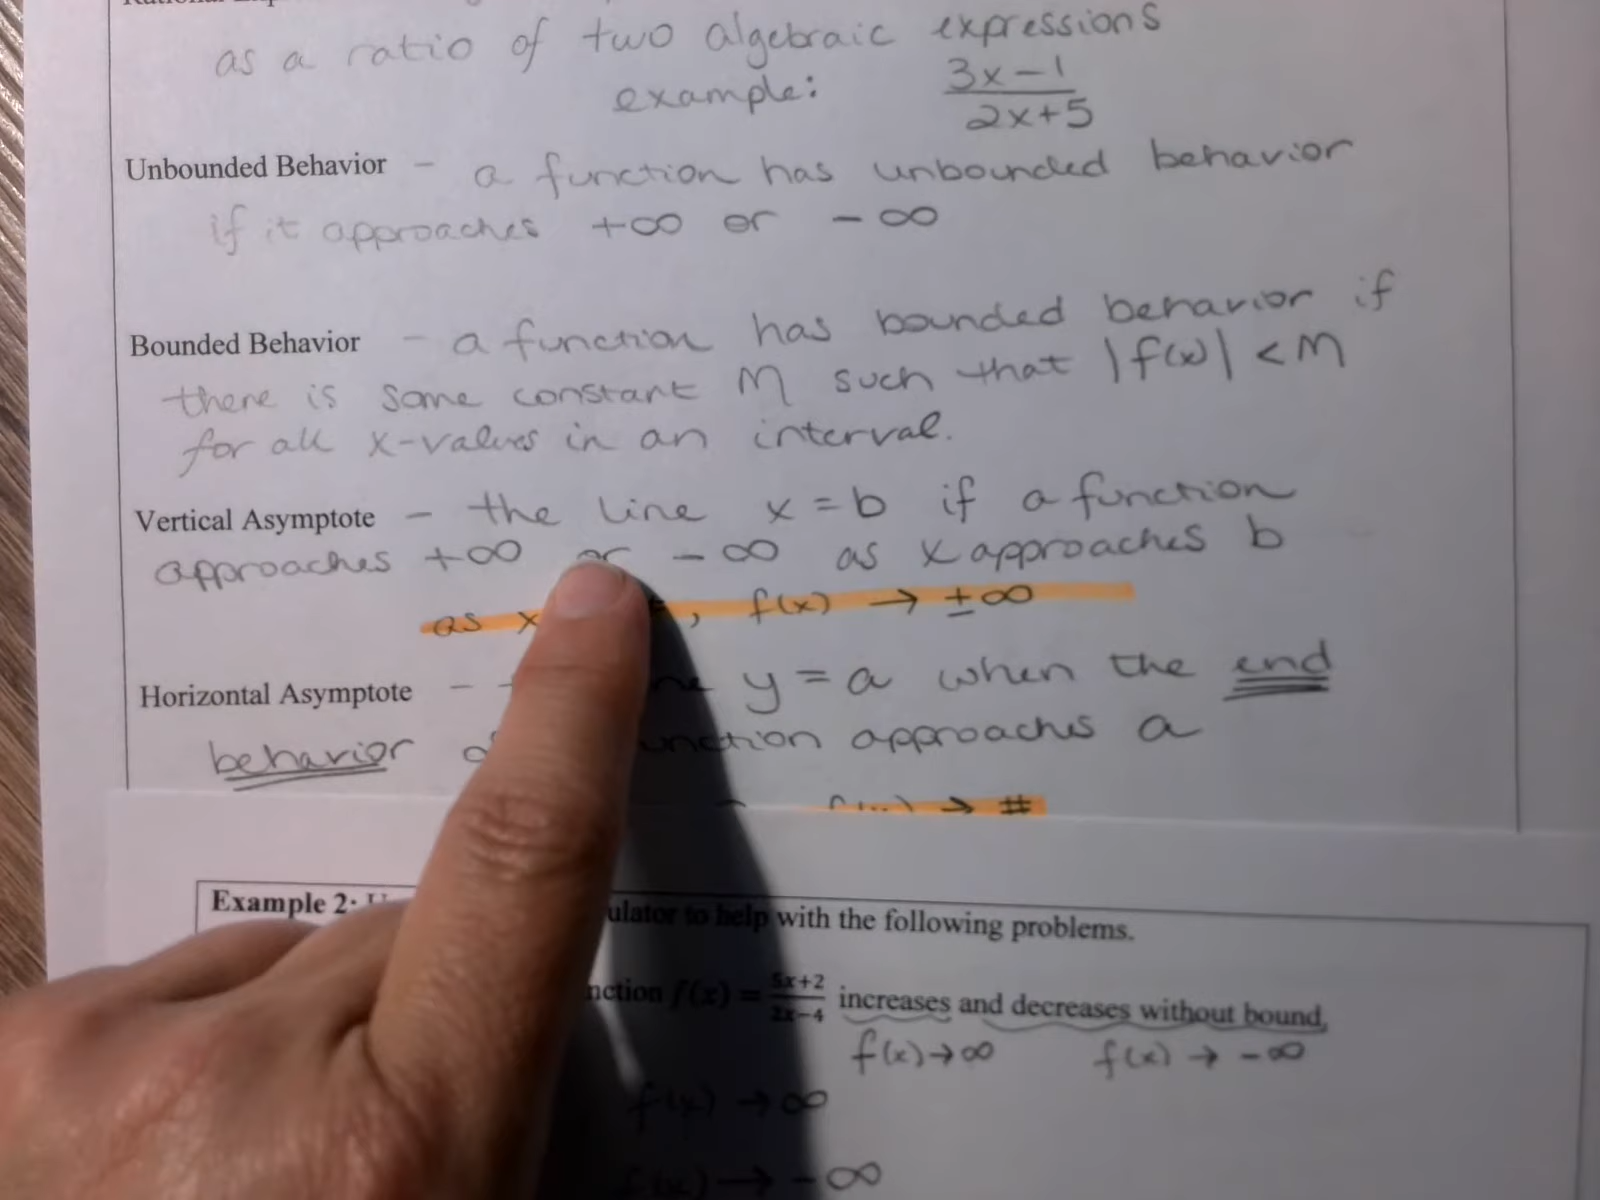 as a ratio of two algebraic expressions
example: 3x-1/2x+5
Unbounded Behavior - a function has unbounded behavior
if it approaches +∞ or -∞
Bounded Behavior - a function has bounded behavior if
there is some constant M such that |f(x)| < M
for all x-values in an interval.
Vertical Asymptote - the line x = b if a function
approaches +∞ or -∞ as x approaches b
as x , f(x) → ±∞
Horizontal Asymptote - y = a when the end
behavior approaches a
→ #
Example 2: to help with the following problems.
f(x) = 5x+2/2x-4 increases and decreases without bound,
f(x)→∞ f(x) → -∞
f(x) → ∞
f(x) → -∞